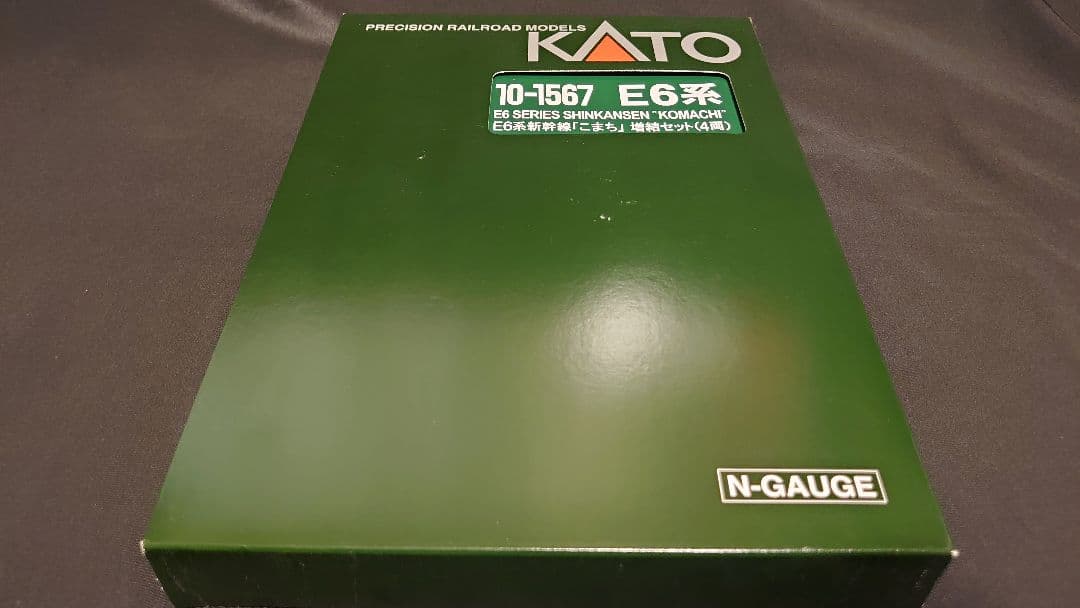 PRECISION RAILROAD MODELS
KATO
10-1567 E6系
E6 SERIES SHINKANSEN "KOMACHI"
E6系新幹線「こまち」増結セット(4両)
N-GAUGE